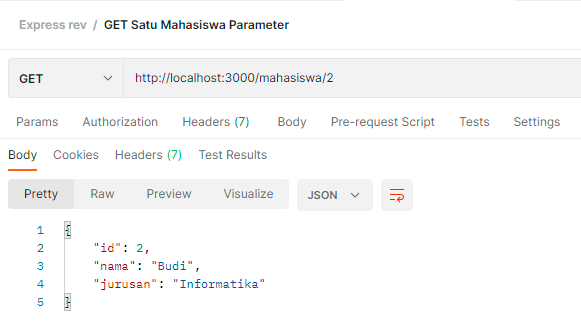 Express rev / GET Satu Mahasiswa Parameter
GET http://localhost:3000/mahasiswa/2
Params Authorization Headers (7) Body Pre-request Script Tests Settings
Body Cookies Headers (7) Test Results
Pretty Raw Preview Visualize JSON
1 {
2 "id": 2,
3 "nama": "Budi",
4 "jurusan": "Informatika"
5 }